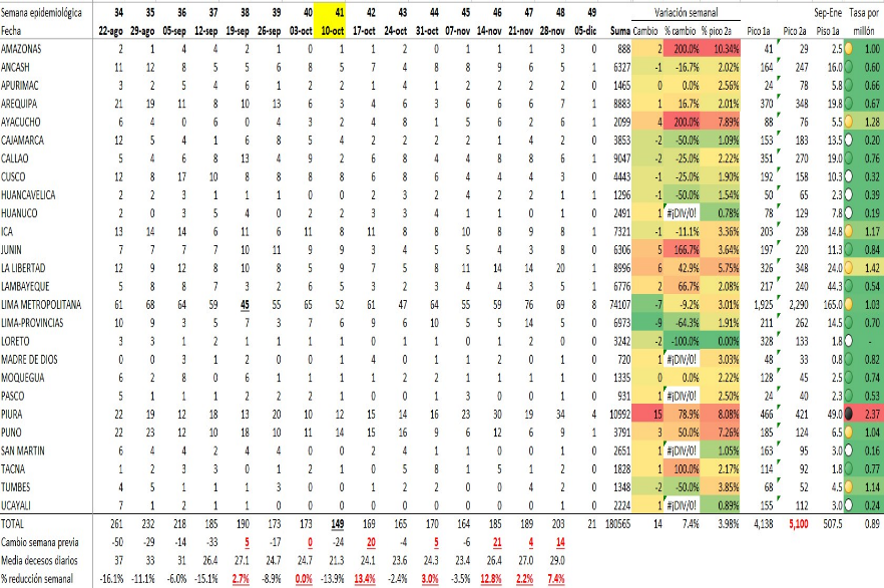 Semana epidemiológica 34 35 36 37 38 39 40 41 42 43 44 45 46 47 48 49 Variación semanal Sep-Ene Tasa por
Fecha 22-ago 29-ago 05-sep 12-sep 19-sep 26-sep 03-oct 10-oct 17-oct 24-oct 31-oct 07-nov 14-nov 21-nov 28-nov 05-dic Suma Cambio % cambio % pico 2a Pico 1a Pico 2a Piso 1a millón
AMAZONAS 2 1 4 4 2 1 0 1 1 2 0 1 1 1 3 0 888 2 200.0% 10.34% 41 29 2.5 1.00
ANCASH 11 12 8 5 5 6 8 5 7 4 8 8 9 6 5 1 6327 -1 -16.7% 2.02% 164 247 16.0 0.60
APURIMAC 3 2 5 4 6 1 2 2 1 4 1 2 2 2 2 0 1465 0 0.0% 2.56% 24 78 5.8 0.66
AREQUIPA 21 19 11 8 10 13 6 3 4 6 3 6 6 6 7 1 8883 1 16.7% 2.01% 370 348 19.8 0.67
AYACUCHO 6 4 0 6 0 4 3 2 4 8 1 5 6 2 6 1 2099 4 200.0% 7.89% 88 76 5.5 1.28
CAJAMARCA 12 5 4 1 6 8 5 4 2 2 2 2 1 4 2 0 3853 -2 -50.0% 1.09% 153 183 13.5 0.20
CALLAO 5 4 6 8 13 4 9 2 6 8 4 4 8 8 6 1 9047 -2 -25.0% 2.22% 351 270 19.0 0.76
CUSCO 12 8 17 10 8 8 8 8 6 8 6 4 4 4 3 0 4443 -1 -25.0% 1.90% 192 158 10.3 0.32
HUANCAVELICA 2 2 3 1 1 1 0 0 2 3 2 4 2 2 1 1 1296 -1 -50.0% 1.54% 50 65 2.3 0.39
HUANUCO 2 0 3 5 4 0 2 2 3 3 4 1 1 0 1 0 2491 1 #¡DIV/0! 0.78% 78 129 7.8 0.19
ICA 13 14 14 6 11 6 11 8 11 8 8 10 8 9 8 1 7321 -1 -11.1% 3.36% 203 238 14.8 1.17
JUNIN 7 7 7 7 10 11 9 9 3 4 5 5 4 3 8 0 6306 5 166.7% 3.64% 197 220 11.3 0.84
LA LIBERTAD 12 9 12 8 10 8 5 9 7 5 8 11 14 14 20 1 8996 6 42.9% 5.75% 326 348 24.0 1.42
LAMBAYEQUE 5 8 8 7 3 2 6 5 3 2 3 4 4 3 5 1 6776 2 66.7% 2.08% 217 240 44.3 0.54
LIMA METROPOLITANA 61 68 64 59 45 55 65 52 61 47 64 55 59 76 69 8 74107 -7 -9.2% 3.01% 1,925 2,290 165.0 1.03
LIMA-PROVINCIAS 10 9 3 5 7 3 7 6 9 6 10 5 5 14 5 0 6973 -9 -64.3% 1.91% 211 262 14.5 0.70
LORETO 3 3 1 2 1 1 1 1 0 1 1 0 1 2 0 0 3242 -2 -100.0% 0.00% 328 133 1.8 -
MADRE DE DIOS 0 0 3 1 2 0 0 1 4 0 1 1 2 0 1 0 720 1 #¡DIV/0! 3.03% 48 33 0.8 0.82
MOQUEGUA 6 2 8 0 6 1 1 1 1 2 2 1 1 1 1 0 1335 0 0.0% 2.22% 128 45 2.5 0.74
PASCO 5 1 1 1 2 2 2 1 0 0 1 3 0 0 1 0 931 1 #¡DIV/0! 2.50% 24 40 2.3 0.53
PIURA 22 19 12 18 13 20 10 12 15 14 16 23 30 19 34 4 10992 15 78.9% 8.08% 466 421 49.0 2.37
PUNO 22 23 12 10 18 10 11 14 15 16 9 6 12 6 9 1 3791 3 50.0% 7.26% 185 124 6.5 1.04
SAN MARTIN 6 4 4 2 4 4 0 0 2 4 1 1 1 0 1 0 2651 1 #¡DIV/0! 1.05% 163 95 3.0 0.16
TACNA 1 2 3 3 0 1 2 1 0 5 8 1 5 1 2 0 1828 1 100.0% 2.17% 114 92 1.8 0.77
TUMBES 4 5 1 1 2 3 0 0 1 2 2 0 0 4 2 0 1348 -2 -50.0% 3.85% 68 52 4.5 1.14
UCAYALI 7 1 2 1 1 0 0 1 0 1 1 1 2 0 1 0 2224 1 #¡DIV/0! 0.89% 155 112 3.0 0.24
TOTAL 261 232 218 185 190 173 173 149 169 165 170 164 185 189 203 21 180565 14 7.4% 3.98% 4,138 5,100 507.5 0.89
Cambio semana previa -50 -29 -14 -33 5 -17 0 -24 20 -4 5 -6 21 4 14
Media decesos diarios 37 33 31 26.4 27.1 24.7 24.7 21.3 24.1 23.6 24.3 23.4 26.4 27.0 29.0
% reducción semanal -16.1% -11.1% -6.0% -15.1% 2.7% -8.9% 0.0% -13.9% 13.4% -2.4% 3.0% -3.5% 12.8% 2.2% 7.4%